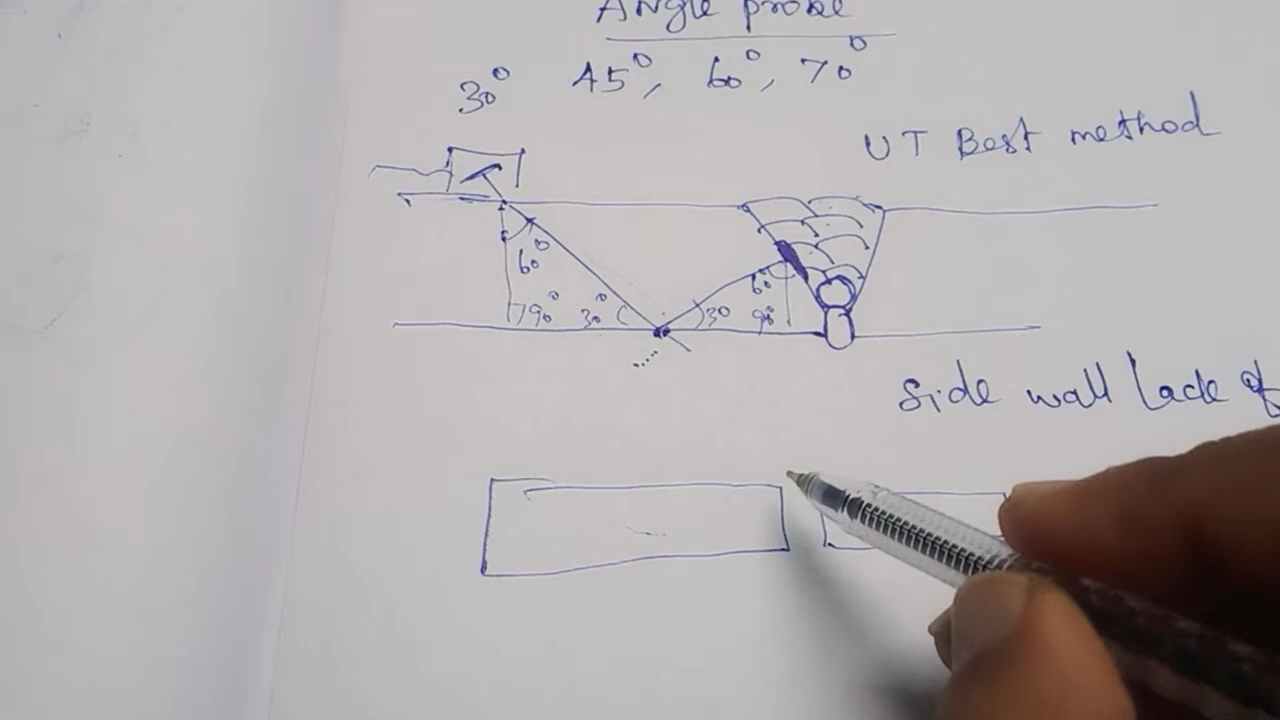 Angle probe
45°, 60°, 70°
30°
UT Best method
60°
60°
90° 30° 30 90°
Side wall lack of